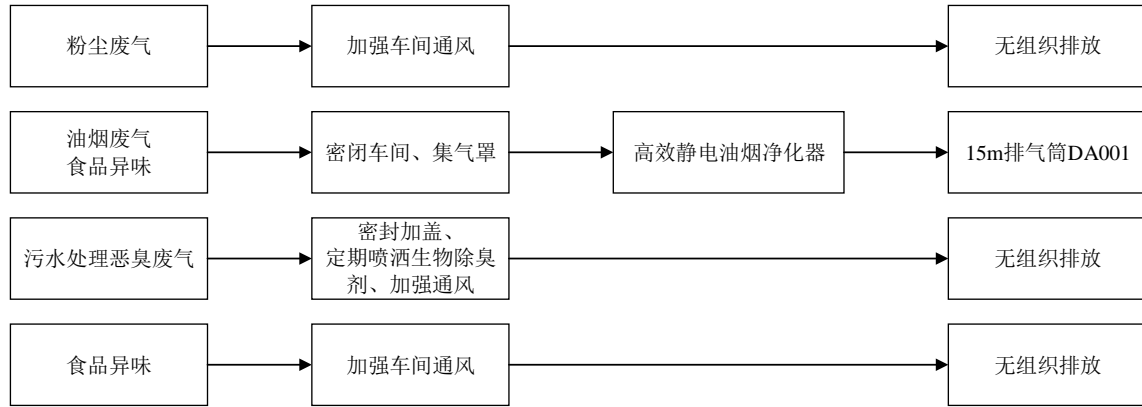 粉尘废气
加强车间通风
无组织排放
油烟废气
食品异味
密闭车间、集气罩
高效静电油烟净化器
15m排气筒DA001
污水处理恶臭废气
密封加盖、
定期喷洒生物除臭
剂、加强通风
无组织排放
食品异味
加强车间通风
无组织排放